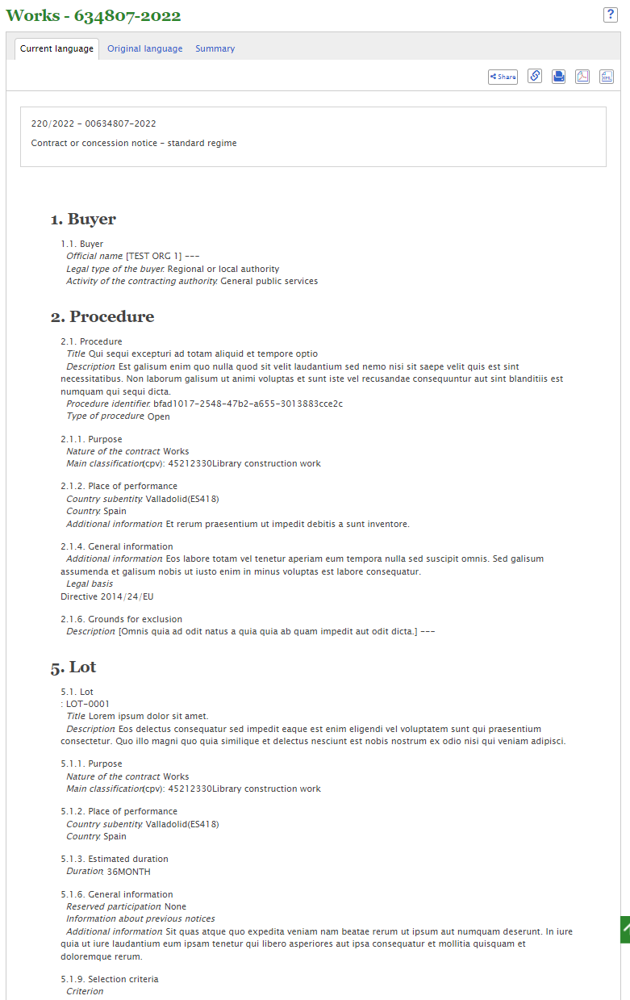 Works - 634807-2022
?
Current language Original language Summary
Share XML
220/2022 - 00634807-2022
Contract or concession notice – standard regime
1. Buyer
1.1. Buyer
Official name: [TEST ORG 1] ---
Legal type of the buyer: Regional or local authority
Activity of the contracting authority: General public services
2. Procedure
2.1. Procedure
Title: Qui sequi excepturi ad totam aliquid et tempore optio
Description: Est galisum enim quo nulla quod sit velit laudantium sed nemo nisi sit saepe velit quis est sint
necessitatibus. Non laborum galisum ut animi voluptas et sunt iste vel recusandae consequuntur aut sint blanditiis est
numquam qui sequi dicta.
Procedure identifier: bfad1017-2548-47b2-a655-3013883cce2c
Type of procedure: Open
2.1.1. Purpose
Nature of the contract: Works
Main classification(cpv): 45212330Library construction work
2.1.2. Place of performance
Country subentity: Valladolid(ES418)
Country: Spain
Additional information: Et rerum praesentium ut impedit debitis a sunt inventore.
2.1.4. General information
Additional information: Eos labore totam vel tenetur aperiam eum tempora nulla sed suscipit omnis. Sed galisum
assumenda et galisum nobis ut iusto enim in minus voluptas est labore consequatur.
Legal basis
Directive 2014/24/EU
2.1.6. Grounds for exclusion
Description: [Omnis quia ad odit natus a quia quia ab quam impedit aut odit dicta.] ---
5. Lot
5.1. Lot
: LOT-0001
Title: Lorem ipsum dolor sit amet.
Description: Eos delectus consequatur sed impedit eaque est enim eligendi vel voluptatem sunt qui praesentium
consectetur. Quo illo magni quo quia similique et delectus nesciunt est nobis nostrum ex odio nisi qui veniam adipisci.
5.1.1. Purpose
Nature of the contract: Works
Main classification(cpv): 45212330Library construction work
5.1.2. Place of performance
Country subentity: Valladolid(ES418)
Country: Spain
5.1.3. Estimated duration
Duration: 36MONTH
5.1.6. General information
Reserved participation: None
Information about previous notices
Additional information: Sit quas atque quo expedita veniam nam beatae rerum ut ipsum aut numquam deserunt. In iure
quia ut iure laudantium eum ipsam tenetur qui libero asperiores aut ipsa consequatur et mollitia quisquam et
doloremque rerum.
5.1.9. Selection criteria
Criterion